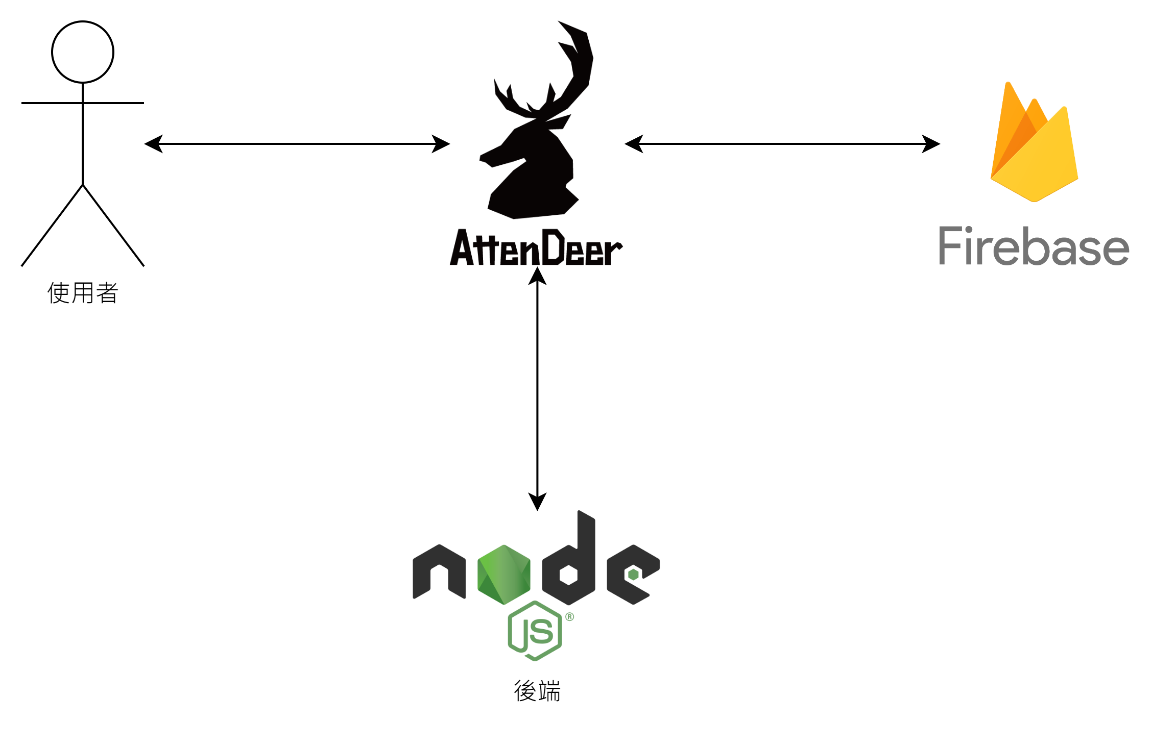 AttenDeer
Firebase
使用者
node
JS®
後端